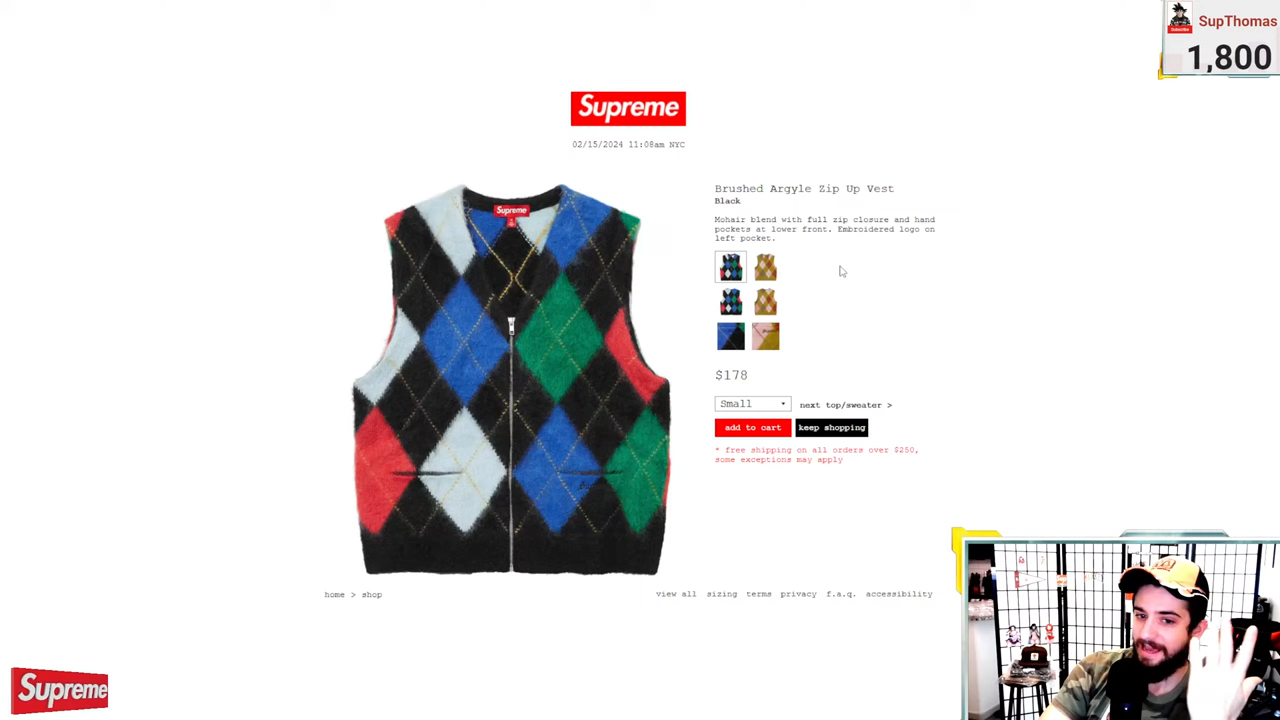 SupThomas
Subscribe
1,800
Supreme
02/15/2024 11:08am NYC
Supreme
Brushed Argyle Zip Up Vest
Black
Mohair blend with full zip closure and hand
pockets at lower front. Embroidered logo on
left pocket.
$178
Small
next top/sweater >
add to cart
keep shopping
* free shipping on all orders over $250,
some exceptions may apply
home > shop
view all sizing terms privacy f.a.q. accessibility
Supreme